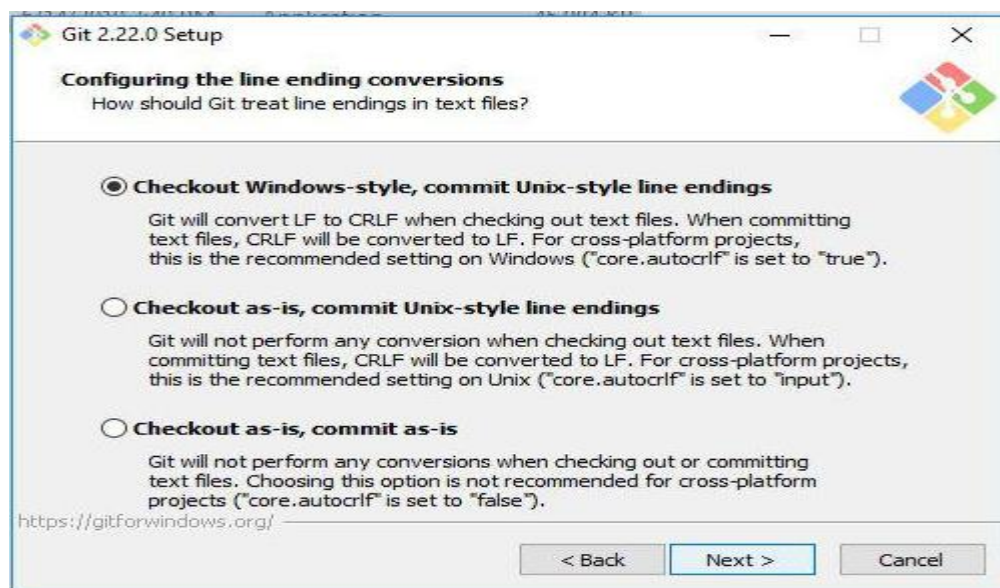 Git 2.22.0 Setup
Configuring the line ending conversions
How should Git treat line endings in text files?
Checkout Windows-style, commit Unix-style line endings
Git will convert LF to CRLF when checking out text files. When committing
text files, CRLF will be converted to LF. For cross-platform projects,
this is the recommended setting on Windows ("core.autocrlf" is set to "true").
Checkout as-is, commit Unix-style line endings
Git will not perform any conversion when checking out text files. When
committing text files, CRLF will be converted to LF. For cross-platform projects,
this is the recommended setting on Unix ("core.autocrlf" is set to "input").
Checkout as-is, commit as-is
Git will not perform any conversions when checking out or committing
text files. Choosing this option is not recommended for cross-platform
projects ("core.autocrlf" is set to "false").
https://gitforwindows.org/
< Back Next > Cancel